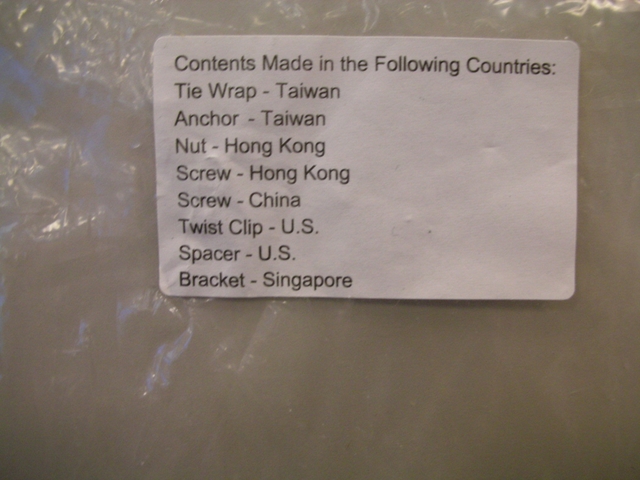 Contents Made in the Following Countries:
Tie Wrap - Taiwan
Anchor - Taiwan
Nut - Hong Kong
Screw - Hong Kong
Screw - China
Twist Clip - U.S.
Spacer - U.S.
Bracket - Singapore